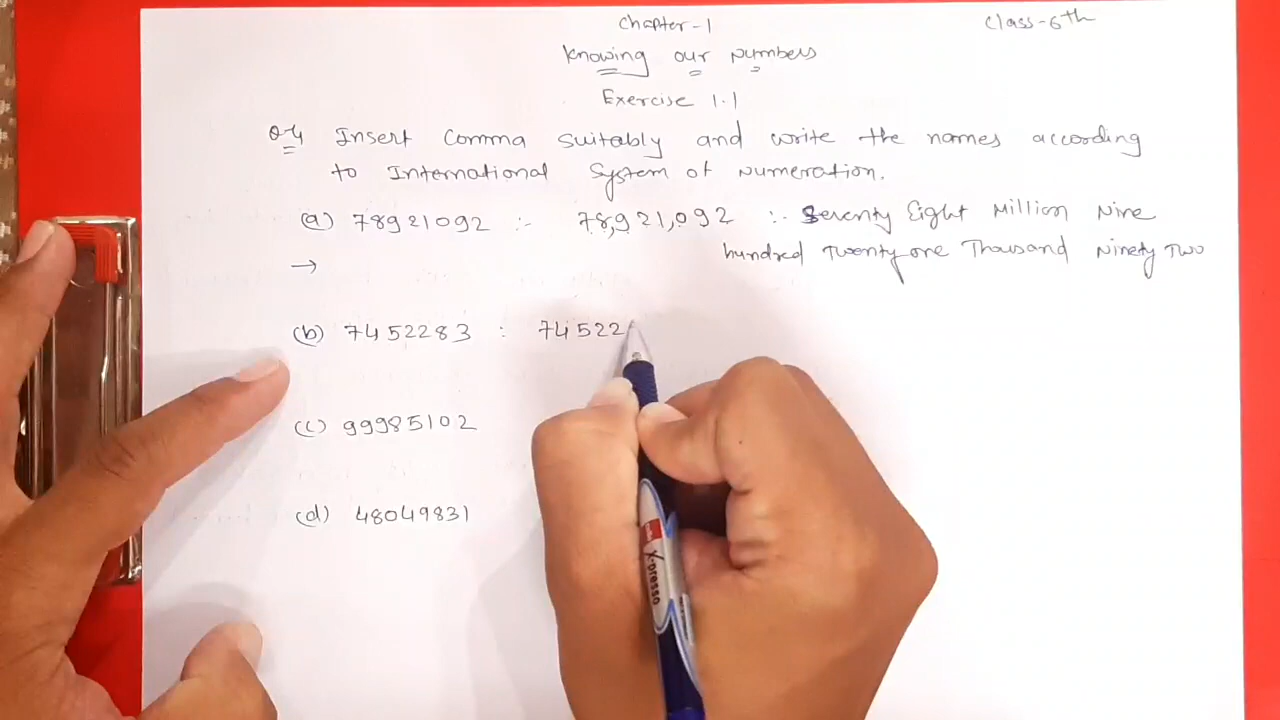 Chapter-1
Class-6th
Knowing our numbers
Exercise 1.1
Q-4 Insert Comma Suitably and write the names according
to International System of Numeration.
(a) 78921092 :- 78,921,092 :- Seventy Eight Million Nine
hundred Twenty one Thousand Ninety Two
→
(b) 7452283 : 74522
(c) 99985102
(d) 48049831
X-presso